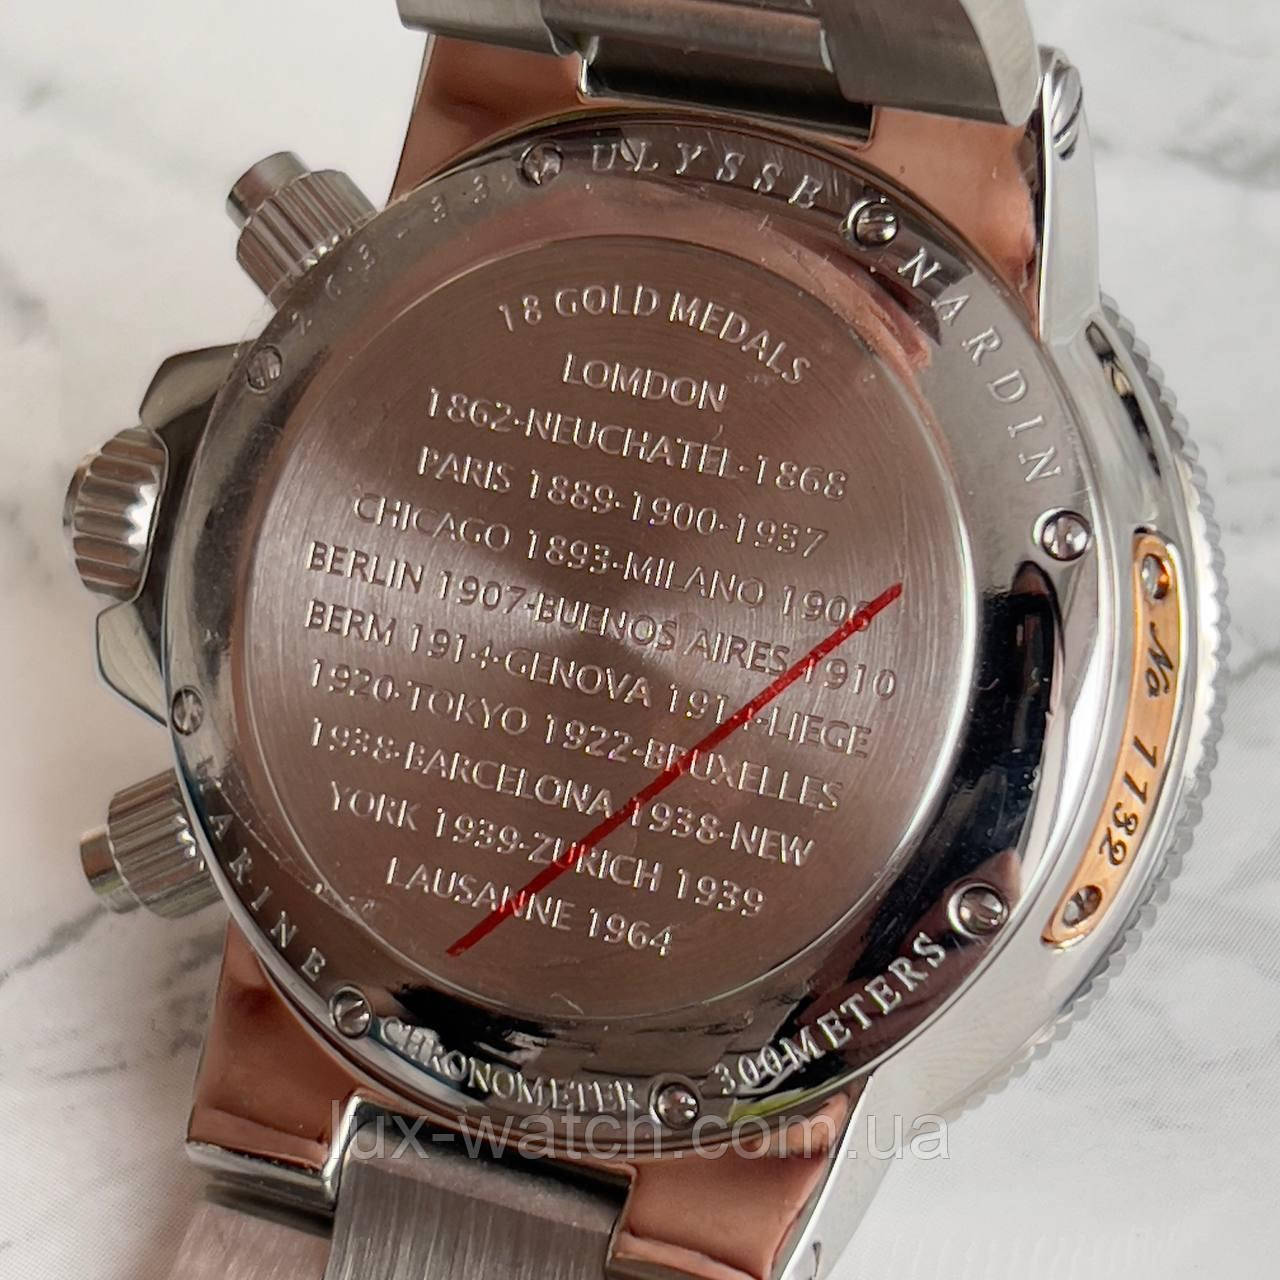 ULYSSE NARDIN
18 GOLD MEDALS
LOMDON
1862-NEUCHATEL-1868
PARIS 1889-1900-1937
CHICAGO 1893-MILANO 1906
BERLIN 1907-BUENOS AIRES 1910
BERM 1914-GENOVA 1914-LIEGE
1920-TOKYO 1922-BRUXELLES
1938-BARCELONA 1938-NEW
YORK 1939-ZURICH 1939
LAUSANNE 1964
CHRONOMETER
300METERS
No 1132
lux-watch.com.ua